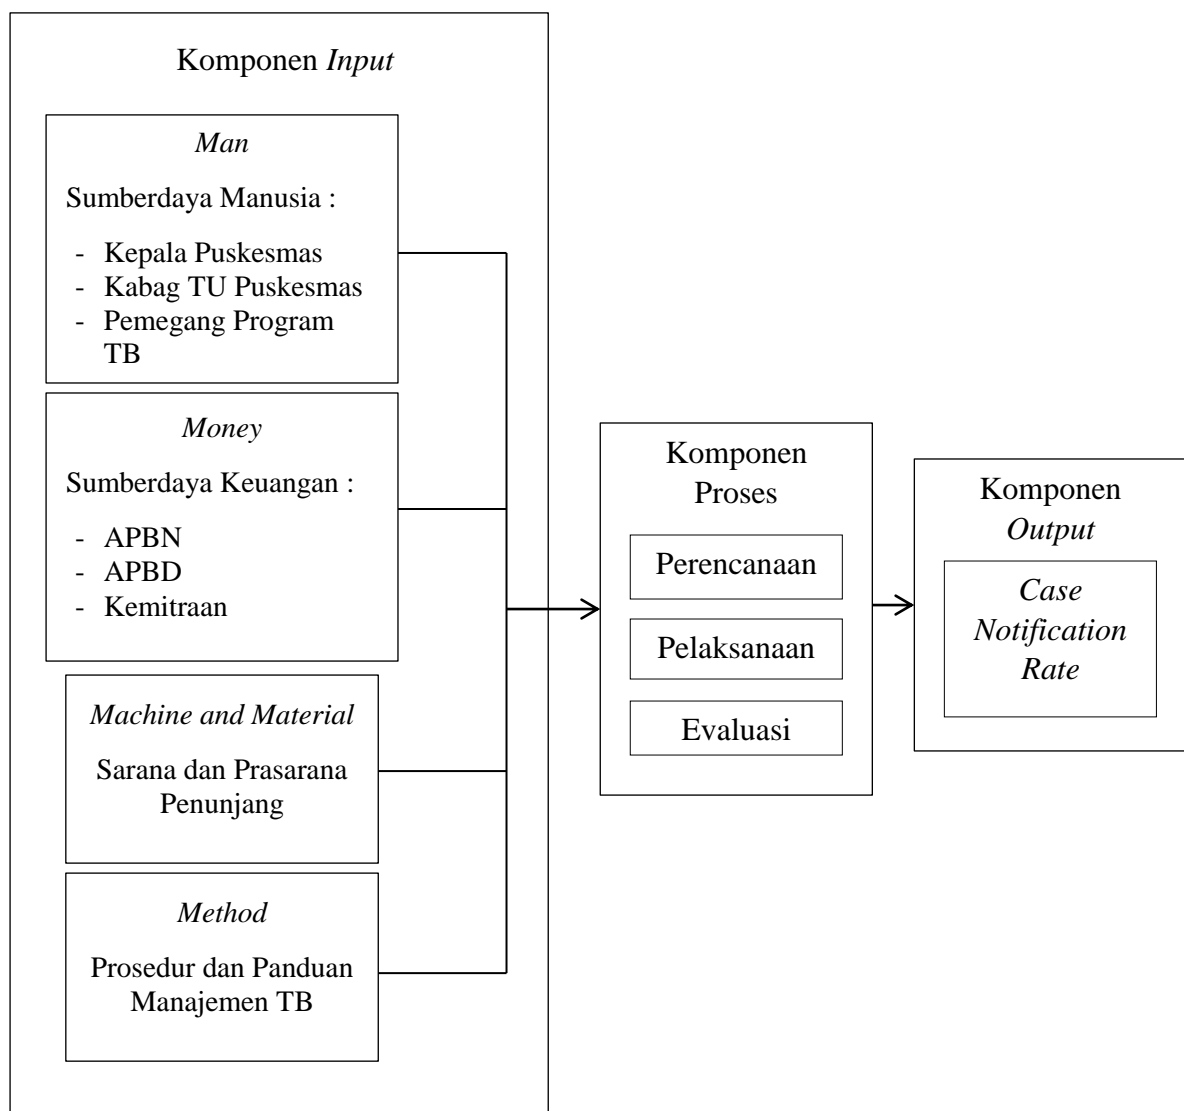 Komponen Input
Man
Sumberdaya Manusia :
- Kepala Puskesmas
- Kabag TU Puskesmas
- Pemegang Program
TB
Money
Sumberdaya Keuangan :
- APBN
- APBD
- Kemitraan
Machine and Material
Sarana dan Prasarana
Penunjang
Method
Prosedur dan Panduan
Manajemen TB
Komponen
Proses
Perencanaan
Pelaksanaan
Evaluasi
Komponen
Output
Case
Notification
Rate